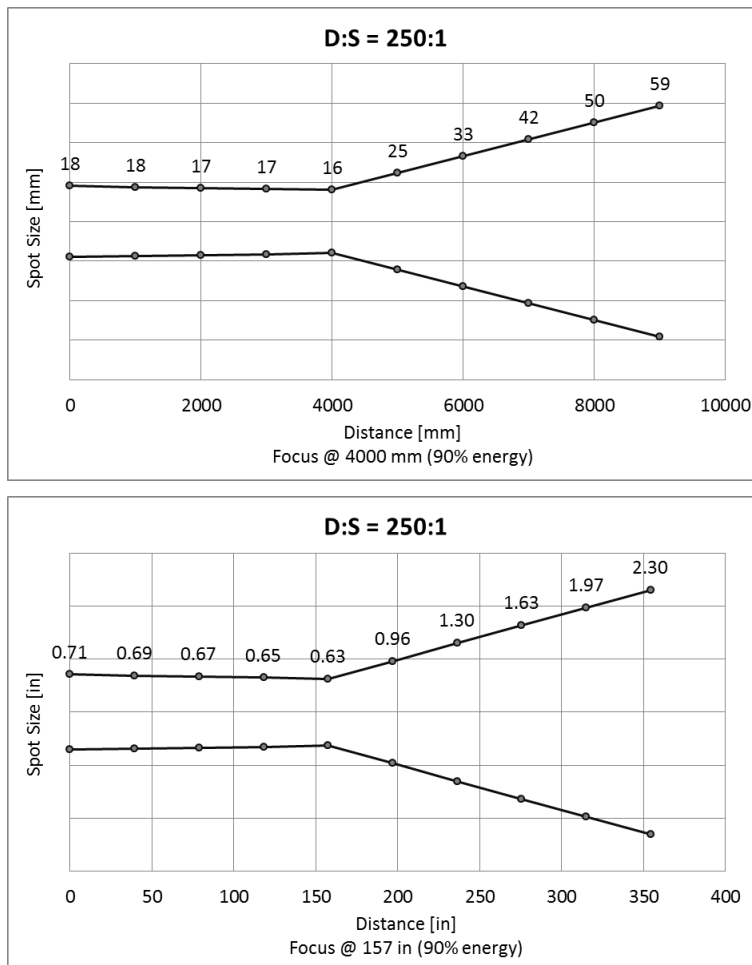 D:S = 250:1
59
50
42
33
25
18 18 17 17 16
Spot Size [mm]
0 2000 4000 6000 8000 10000
Distance [mm]
Focus @ 4000 mm (90% energy)
D:S = 250:1
2.30
1.97
1.63
1.30
0.96
0.71 0.69 0.67 0.65 0.63
Spot Size [in]
0 50 100 150 200 250 300 350 400
Distance [in]
Focus @ 157 in (90% energy)